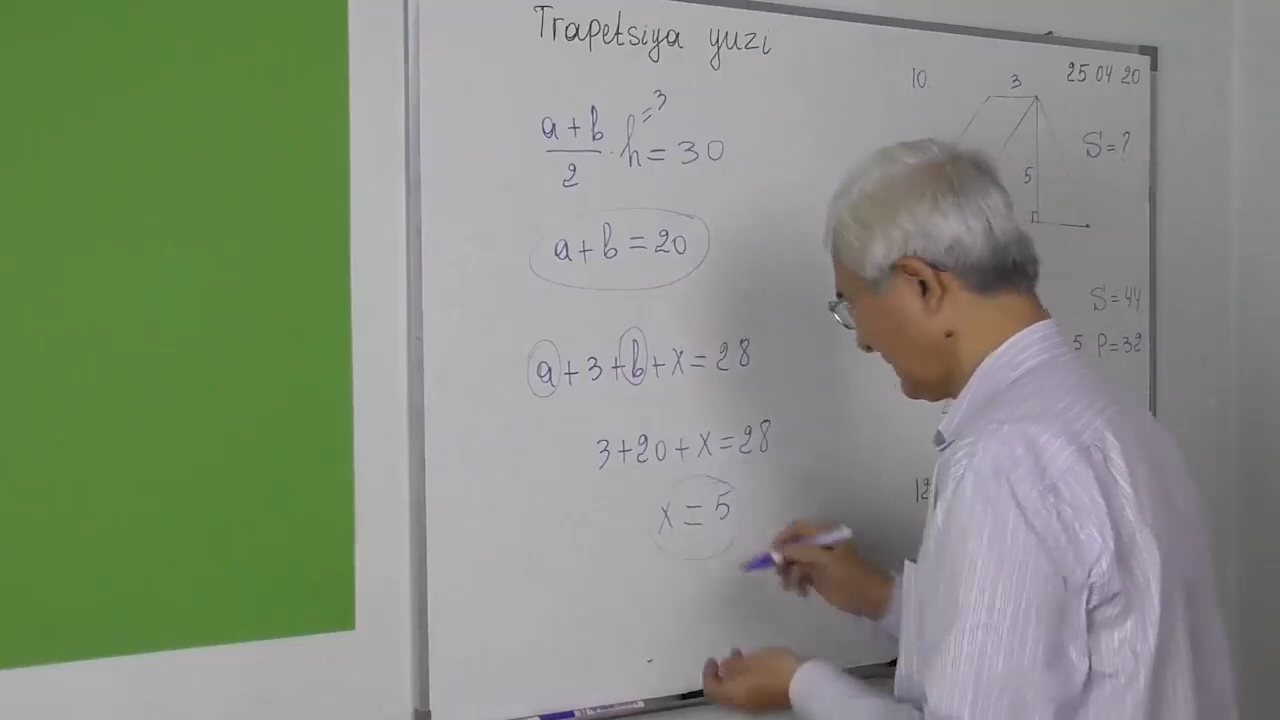 Trapetsiya yuzi
a + b
= 3
2 · h = 30
a + b = 20
a + 3 + b + x = 28
3 + 20 + x = 28
x = 5
25 04 20
10.
3
S = ?
5
S = 44
5 P = 32
12